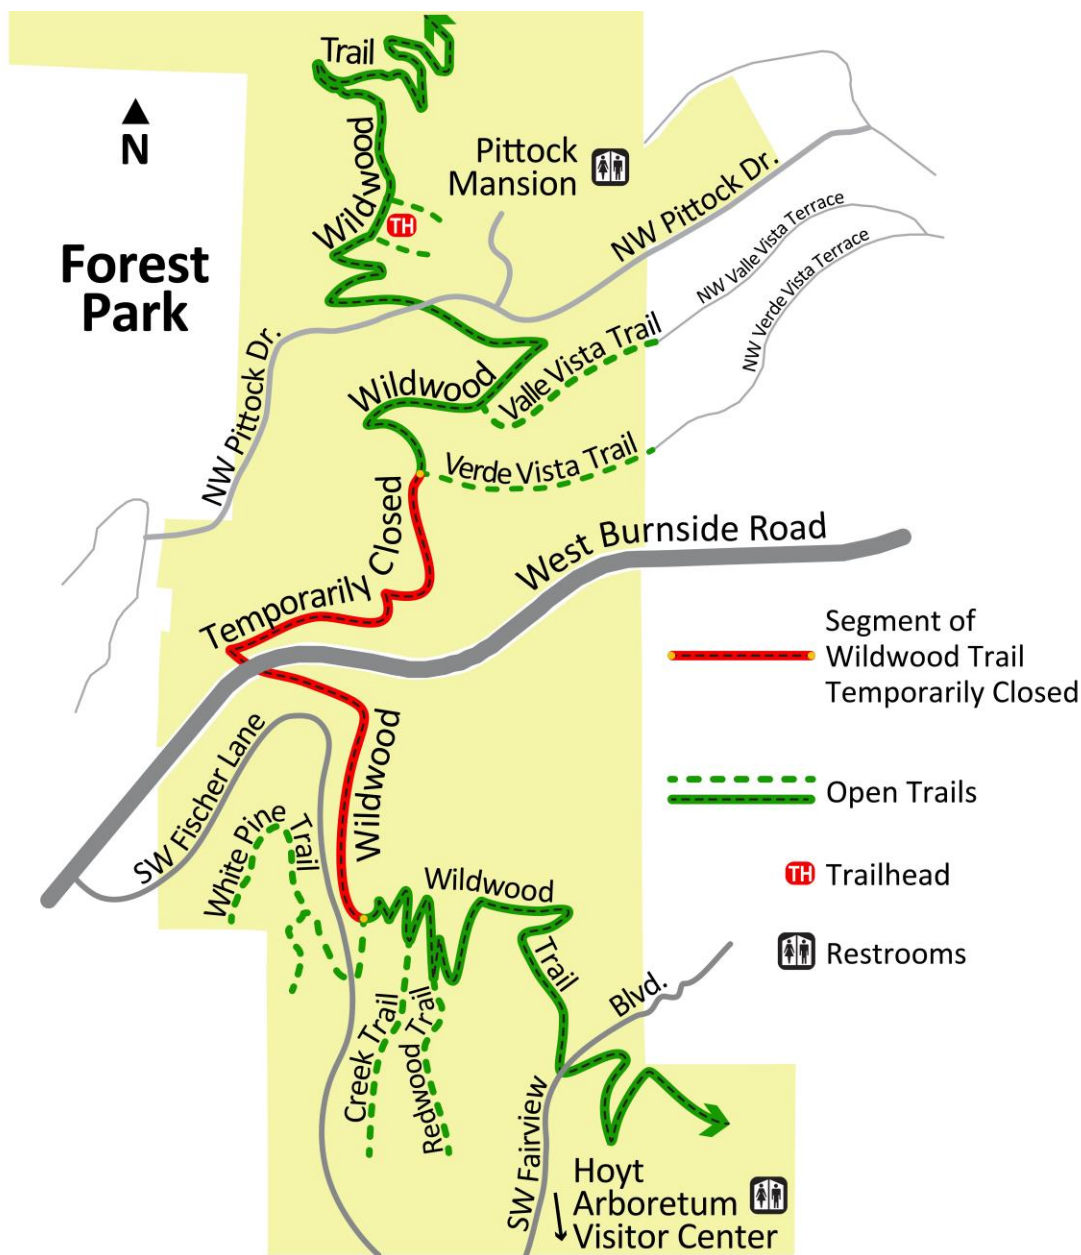 Trail
Wildwood
N
Pittock
Mansion
NW Pittock Dr.
Wildwood
TH
Forest
Park
NW Valle Vista Terrace
NW Verde Vista Terrace
NW Pittock Dr.
Wildwood
Valle Vista Trail
Verde Vista Trail
Temporarily Closed
West Burnside Road
Segment of
Wildwood Trail
Temporarily Closed
SW Fischer Lane
Wildwood
Open Trails
White Pine Trail
TH Trailhead
Wildwood
Trail
Restrooms
Blvd.
Creek Trail
Redwood Trail
SW Fairview
Hoyt
Arboretum
Visitor Center